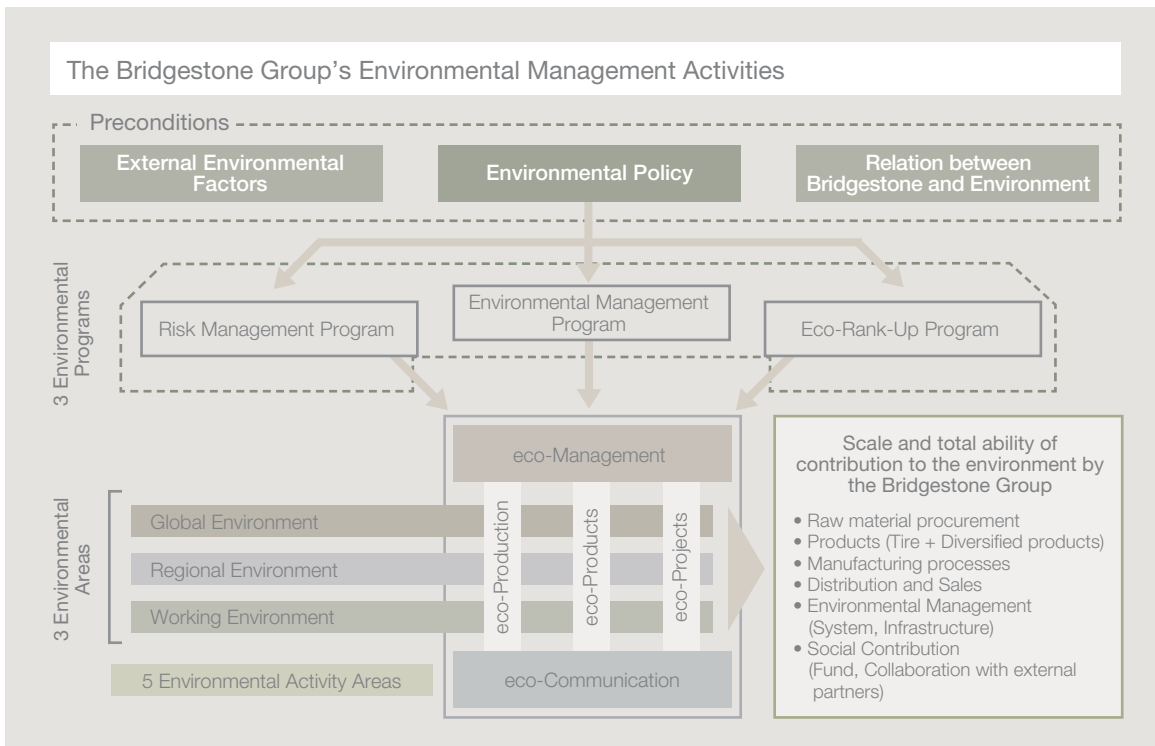 The Bridgestone Group's Environmental Management Activities
Preconditions
External Environmental
Factors
Environmental Policy
Relation between
Bridgestone and Environment
3 Environmental
Programs
Risk Management Program
Environmental Management
Program
Eco-Rank-Up Program
3 Environmental
Areas
Global Environment
Regional Environment
Working Environment
5 Environmental Activity Areas
eco-Management
eco-Production
eco-Products
eco-Projects
eco-Communication
Scale and total ability of
contribution to the environment by
the Bridgestone Group
• Raw material procurement
• Products (Tire + Diversified products)
• Manufacturing processes
• Distribution and Sales
• Environmental Management
(System, Infrastructure)
• Social Contribution
(Fund, Collaboration with external
partners)